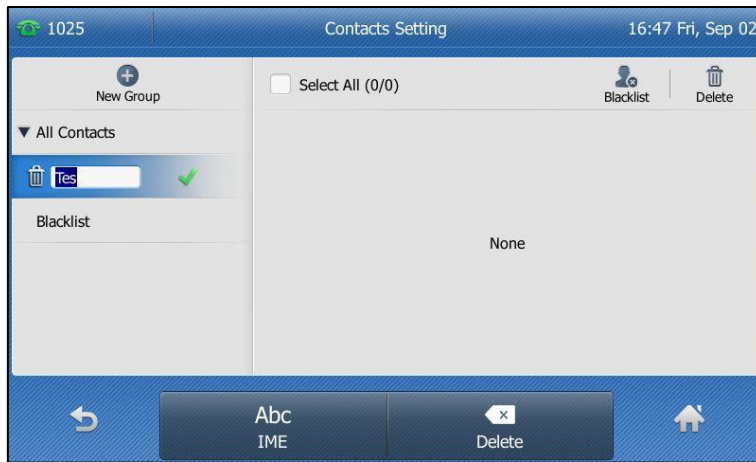 1025 Contacts Setting 16:47 Fri, Sep 02
New Group
Select All (0/0)
Blacklist Delete
All Contacts
Tes
Blacklist
None
Abc
IME
Delete